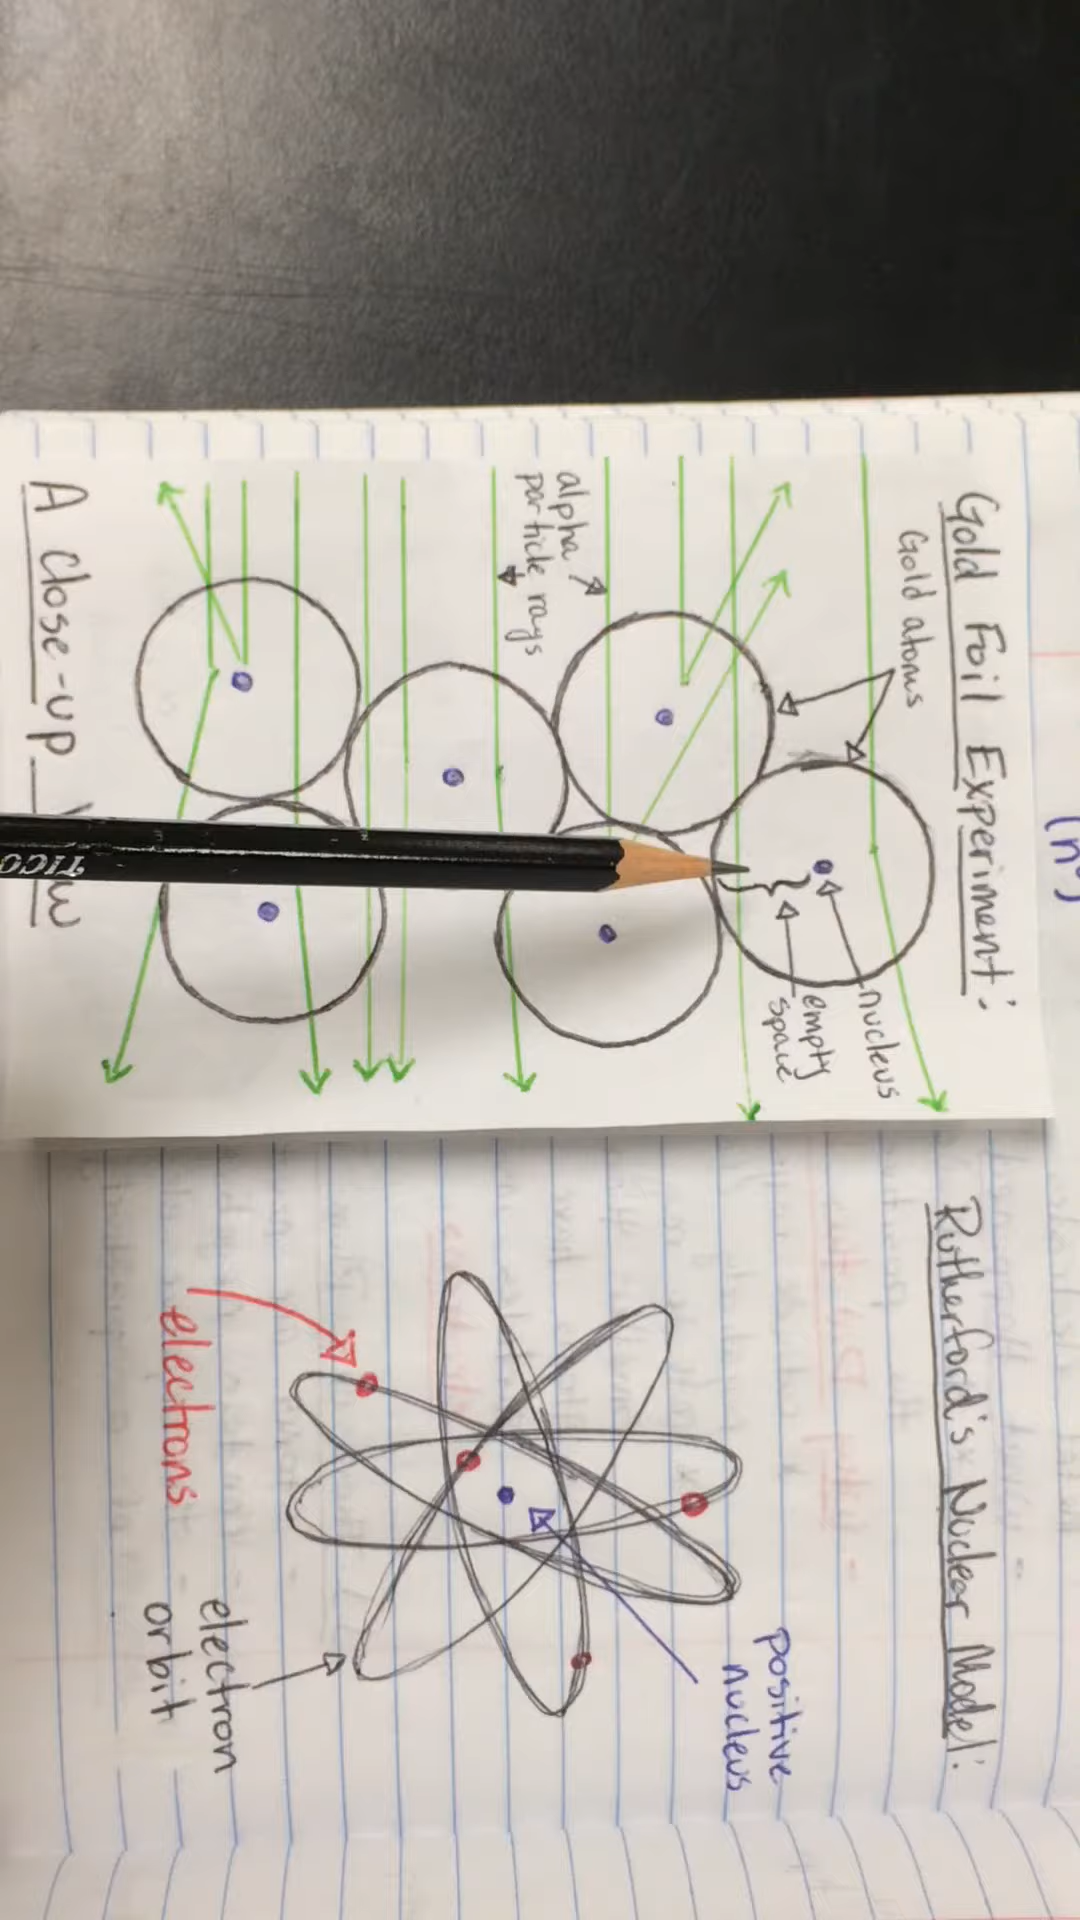 Gold Foil Experiment:
Gold atoms
alpha
particle rays
nucleus
empty
space
A close-up
Rutherford's Nuclear Model:
positive
nucleus
electrons
electron
orbit
TICO